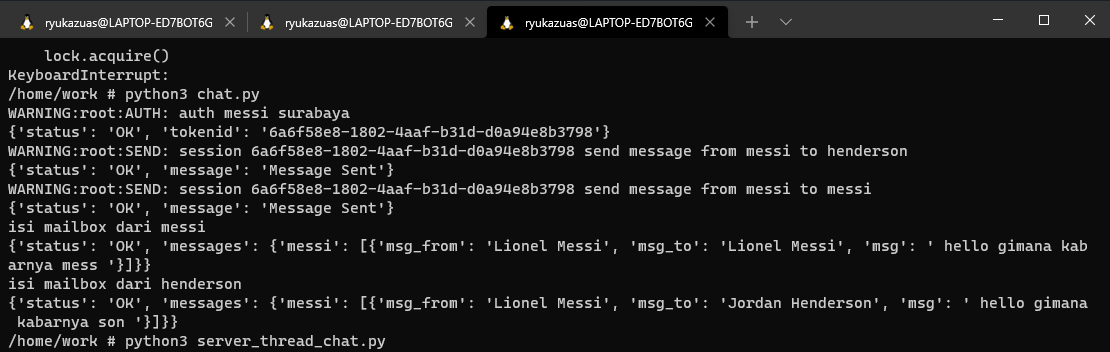 ryukazuas@LAPTOP-ED7BOT6G ryukazuas@LAPTOP-ED7BOT6G ryukazuas@LAPTOP-ED7BOT6G
    lock.acquire()
KeyboardInterrupt:
/home/work # python3 chat.py
WARNING:root:AUTH: auth messi surabaya
{'status': 'OK', 'tokenid': '6a6f58e8-1802-4aaf-b31d-d0a94e8b3798'}
WARNING:root:SEND: session 6a6f58e8-1802-4aaf-b31d-d0a94e8b3798 send message from messi to henderson
{'status': 'OK', 'message': 'Message Sent'}
WARNING:root:SEND: session 6a6f58e8-1802-4aaf-b31d-d0a94e8b3798 send message from messi to messi
{'status': 'OK', 'message': 'Message Sent'}
isi mailbox dari messi
{'status': 'OK', 'messages': {'messi': [{'msg_from': 'Lionel Messi', 'msg_to': 'Lionel Messi', 'msg': ' hello gimana kab
arnya mess '}]}}
isi mailbox dari henderson
{'status': 'OK', 'messages': {'messi': [{'msg_from': 'Lionel Messi', 'msg_to': 'Jordan Henderson', 'msg': ' hello gimana
 kabarnya son '}]}}
/home/work # python3 server_thread_chat.py